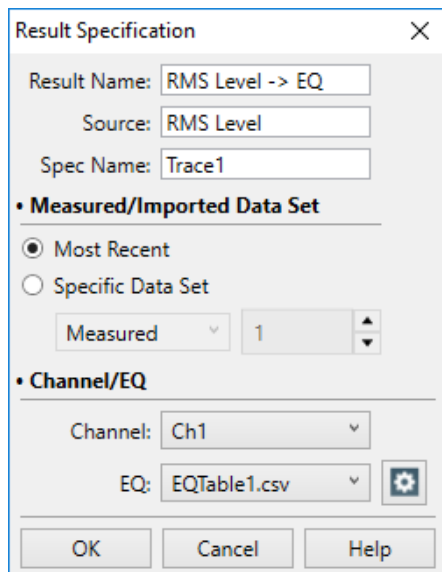 Result Specification
Result Name: RMS Level -> EQ
Source: RMS Level
Spec Name: Trace1
• Measured/Imported Data Set
Most Recent
Specific Data Set
Measured 1
• Channel/EQ
Channel: Ch1
EQ: EQTable1.csv
OK Cancel Help